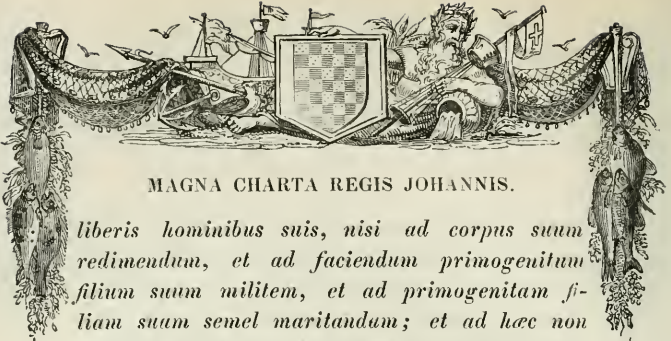 MAGNA CHARTA REGIS JOHANNIS.
liberis hominibus suis, nisi ad corpus suum
redimendum, et ad faciendum primogenitum
filium suum militem, et ad primogenitam fi-
liam suam semel maritandum; et ad hæc non